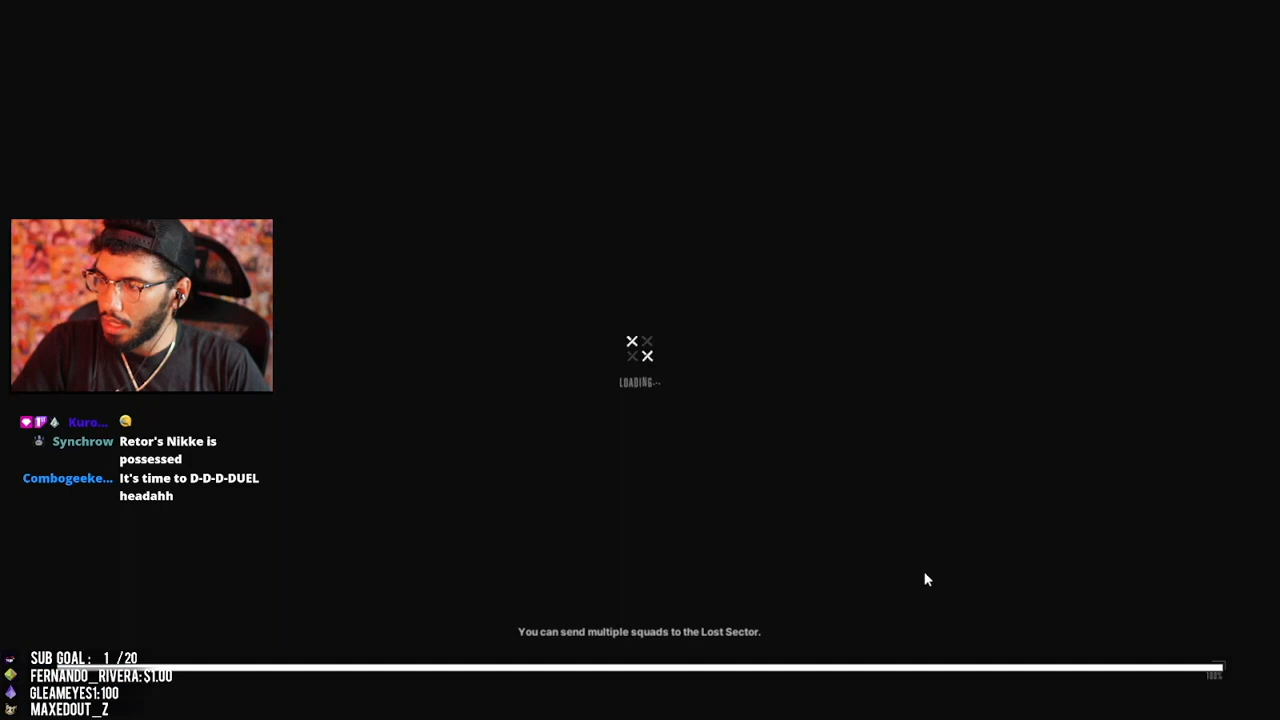 LOADING...
Kuro...
Synchrow Retor's Nikke is
possessed
Combogeeke... It's time to D-D-D-DUEL
headahh
You can send multiple squads to the Lost Sector.
SUB GOAL: 1 /20
FERNANDO_RIVERA:$1.00
100%
GLEAMEYES1:100
MAXEDOUT_Z